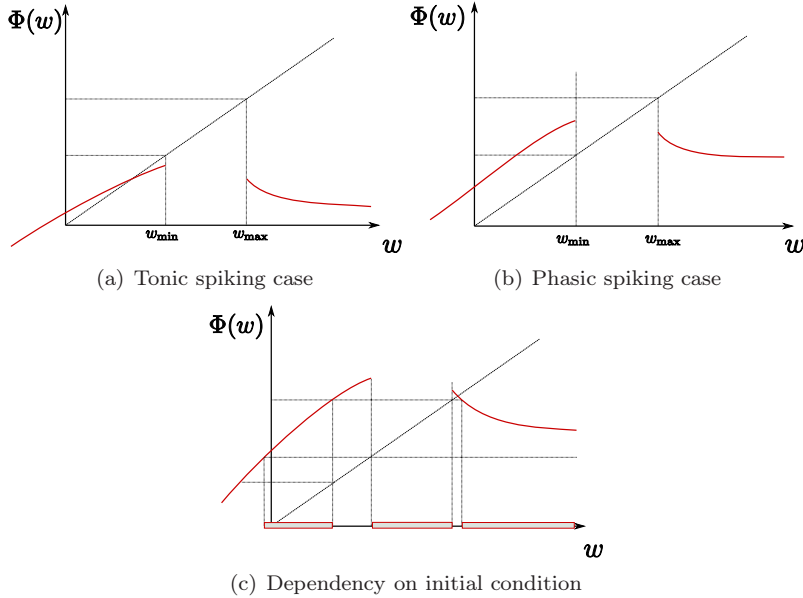 Φ(w) Φ(w)
w_min w_max w w_min w_max w
(a) Tonic spiking case (b) Phasic spiking case
Φ(w)
w
(c) Dependency on initial condition